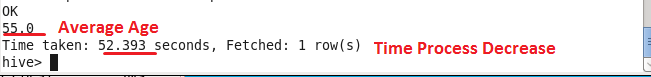 OK
55.0 Average Age
Time taken: 52.393 seconds, Fetched: 1 row(s) Time Process Decrease
hive>